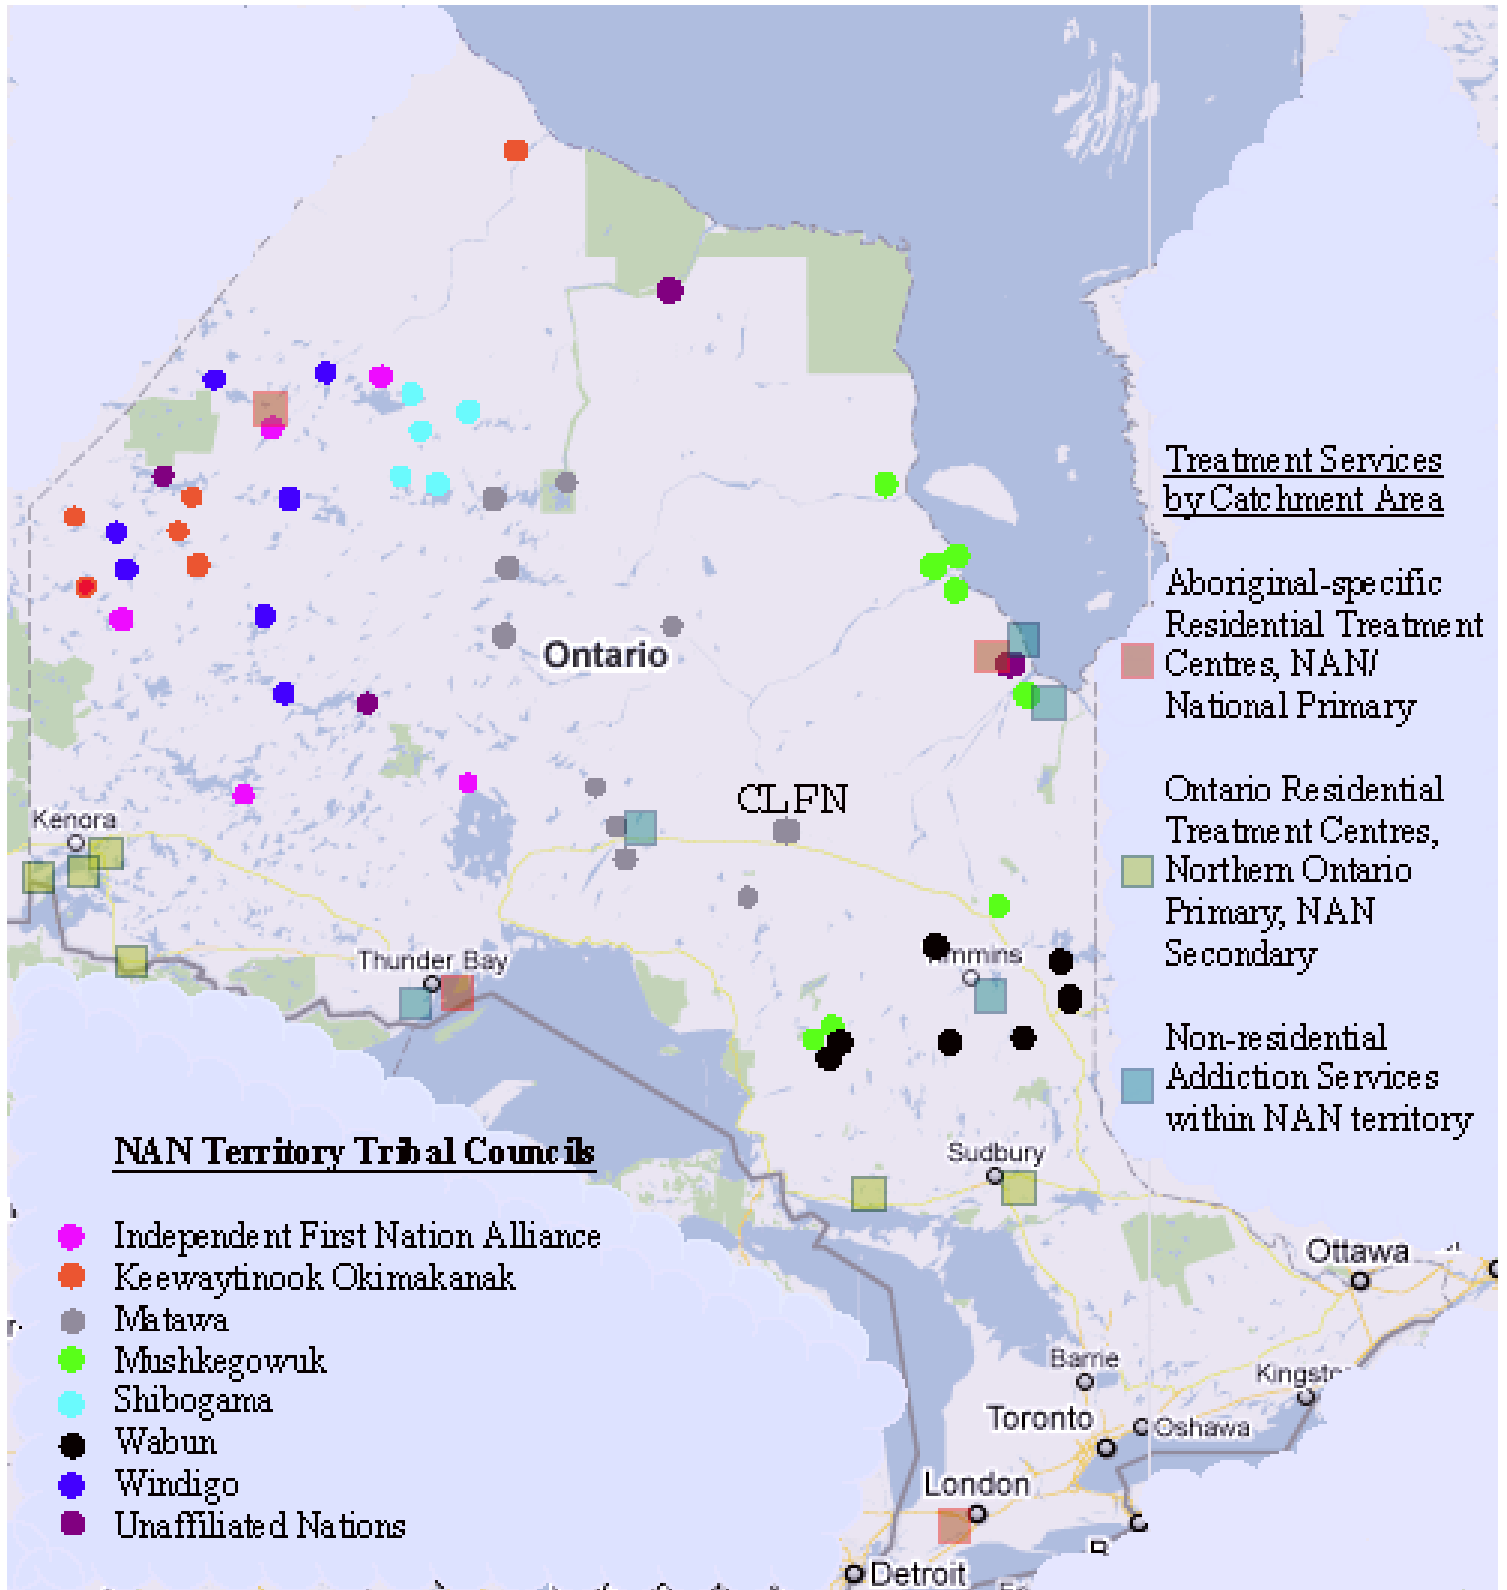 Ontario
Treatment Services
by Catchment Area
Aboriginal-specific
Residential Treatment
Centres, NAN/
National Primary
Ontario Residential
Treatment Centres,
Northern Ontario
Primary, NAN
Secondary
Non-residential
Addiction Services
within NAN territory
CLFN
Kenora
Thunder Bay
Sudbury
NAN Territory Tribal Councils
Independent First Nation Alliance
Keewaytinook Okimakanak
Matawa
Mushkegowuk
Shibogama
Wabun
Windigo
Unaffiliated Nations
Ottawa
Barrie
Toronto
Oshawa
London
Detroit